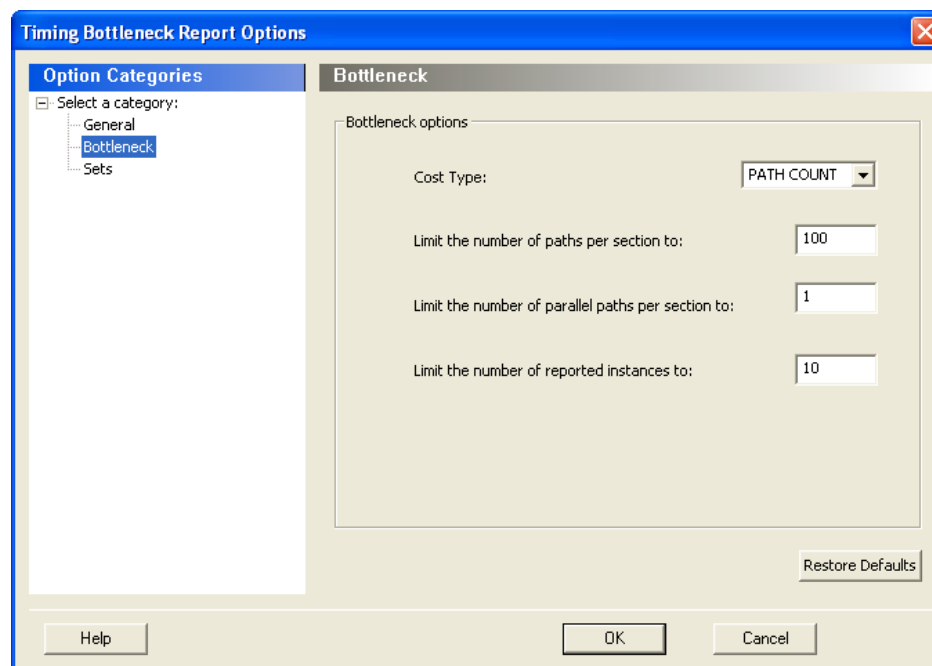 Timing Bottleneck Report Options
Option Categories
Select a category:
General
Bottleneck
Sets
Bottleneck
Bottleneck options
Cost Type: PATH COUNT
Limit the number of paths per section to: 100
Limit the number of parallel paths per section to: 1
Limit the number of reported instances to: 10
Restore Defaults
Help OK Cancel